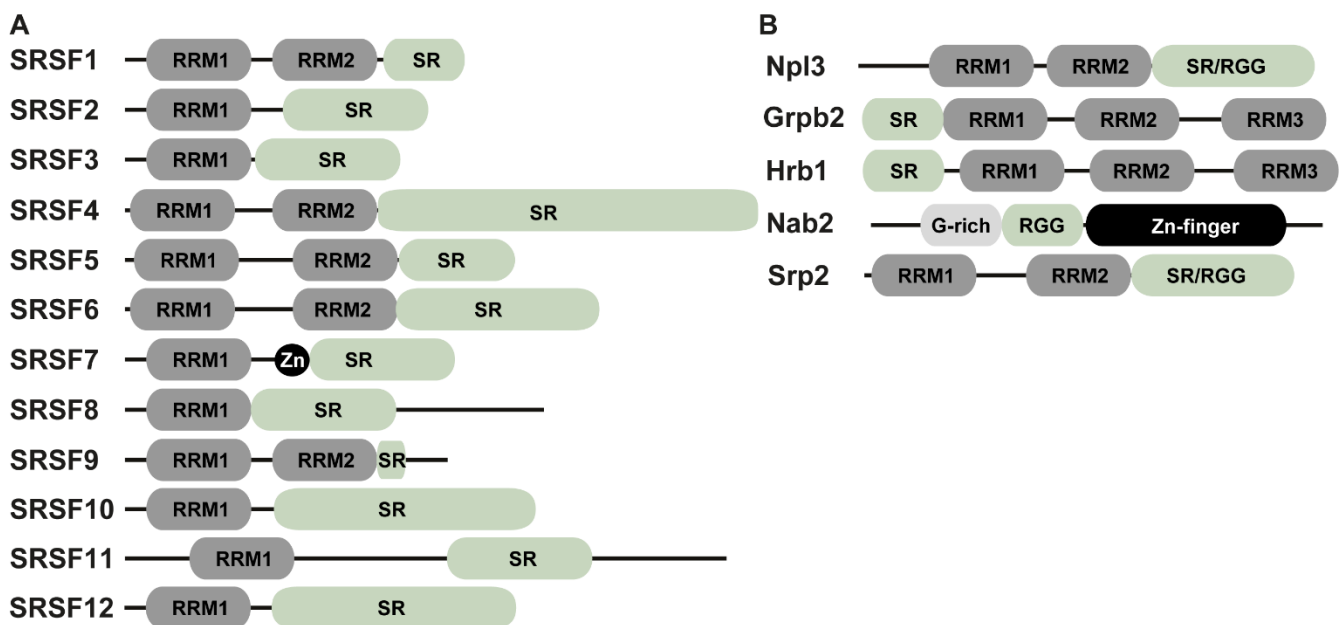 A
SRSF1 RRM1 RRM2 SR
SRSF2 RRM1 SR
SRSF3 RRM1 SR
SRSF4 RRM1 RRM2 SR
SRSF5 RRM1 RRM2 SR
SRSF6 RRM1 RRM2 SR
SRSF7 RRM1 Zn SR
SRSF8 RRM1 SR
SRSF9 RRM1 RRM2 SR
SRSF10 RRM1 SR
SRSF11 RRM1 SR
SRSF12 RRM1 SR
B
Npl3 RRM1 RRM2 SR/RGG
Grpb2 SR RRM1 RRM2 RRM3
Hrb1 SR RRM1 RRM2 RRM3
Nab2 G-rich RGG Zn-finger
Srp2 RRM1 RRM2 SR/RGG